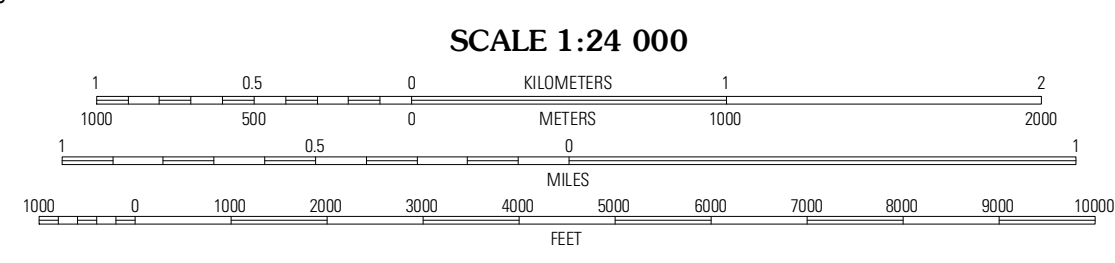 SCALE 1:24 000
1 0.5 0 KILOMETERS 1 2
1000 500 0 METERS 1000 2000
1 0.5 0 1
MILES
1000 0 1000 2000 3000 4000 5000 6000 7000 8000 9000 10000
FEET